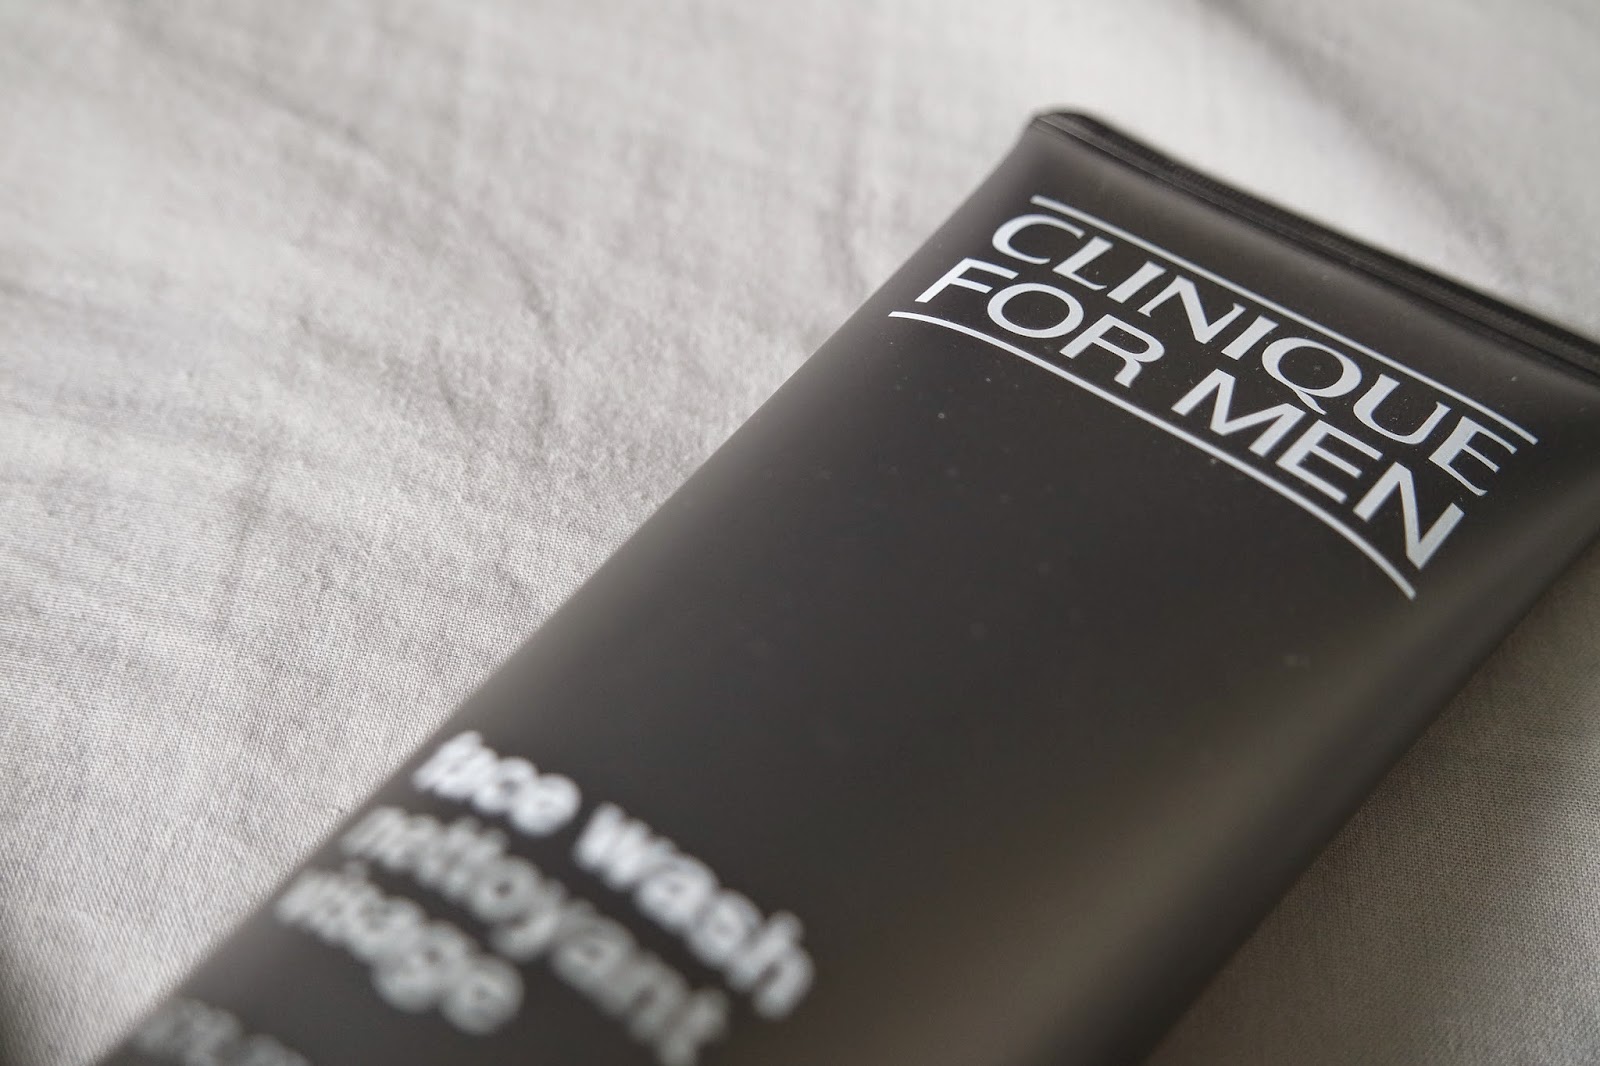 CLINIQUE
FOR MEN
face wash
nettoyant
visage